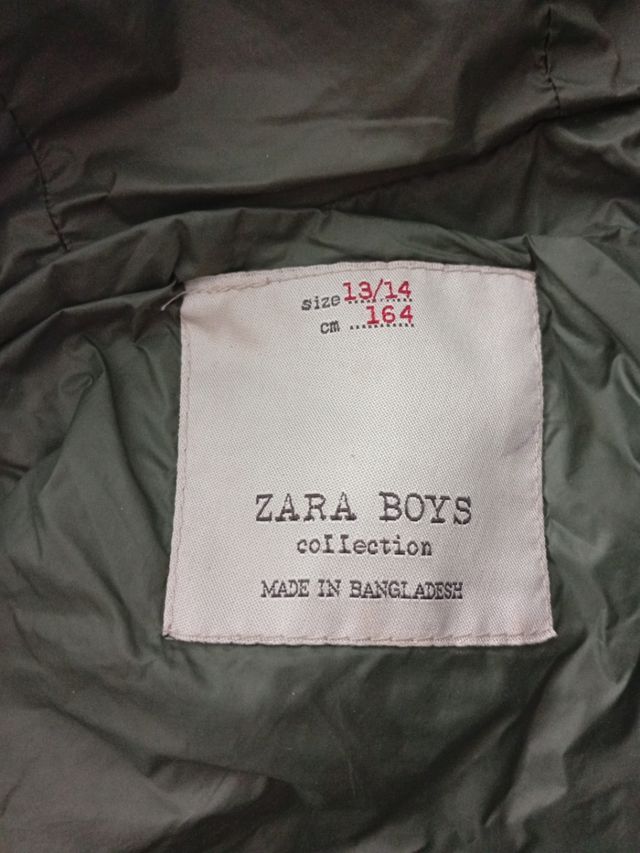 size 13/14
cm 164
ZARA BOYS
collection
MADE IN BANGLADESH